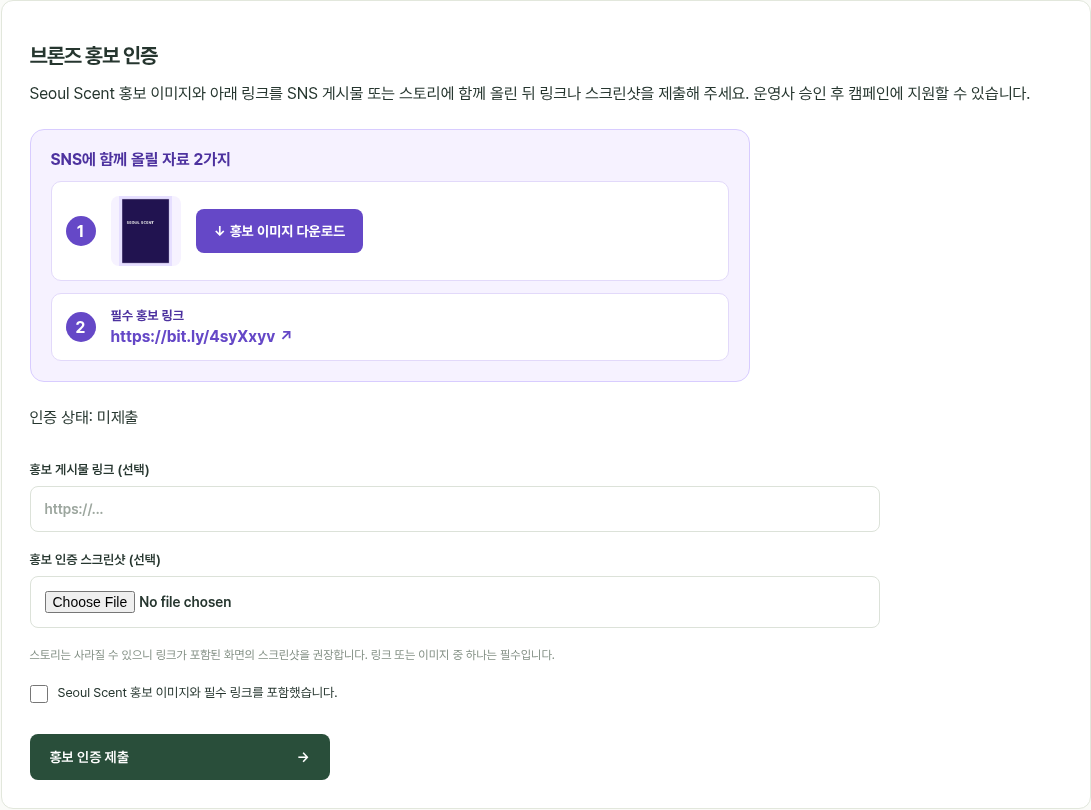 브론즈 홍보 인증
Seoul Scent 홍보 이미지와 아래 링크를 SNS 게시물 또는 스토리에 함께 올린 뒤 링크나 스크린샷을 제출해 주세요. 운영사 승인 후 캠페인에 지원할 수 있습니다.
SNS에 함께 올릴 자료 2가지
1
SEOUL SCENT
↓ 홍보 이미지 다운로드
2
필수 홍보 링크
https://bit.ly/4syXxyv ↗
인증 상태: 미제출
홍보 게시물 링크 (선택)
https://...
홍보 인증 스크린샷 (선택)
Choose File No file chosen
스토리는 사라질 수 있으니 링크가 포함된 화면의 스크린샷을 권장합니다. 링크 또는 이미지 중 하나는 필수입니다.
Seoul Scent 홍보 이미지와 필수 링크를 포함했습니다.
홍보 인증 제출 →